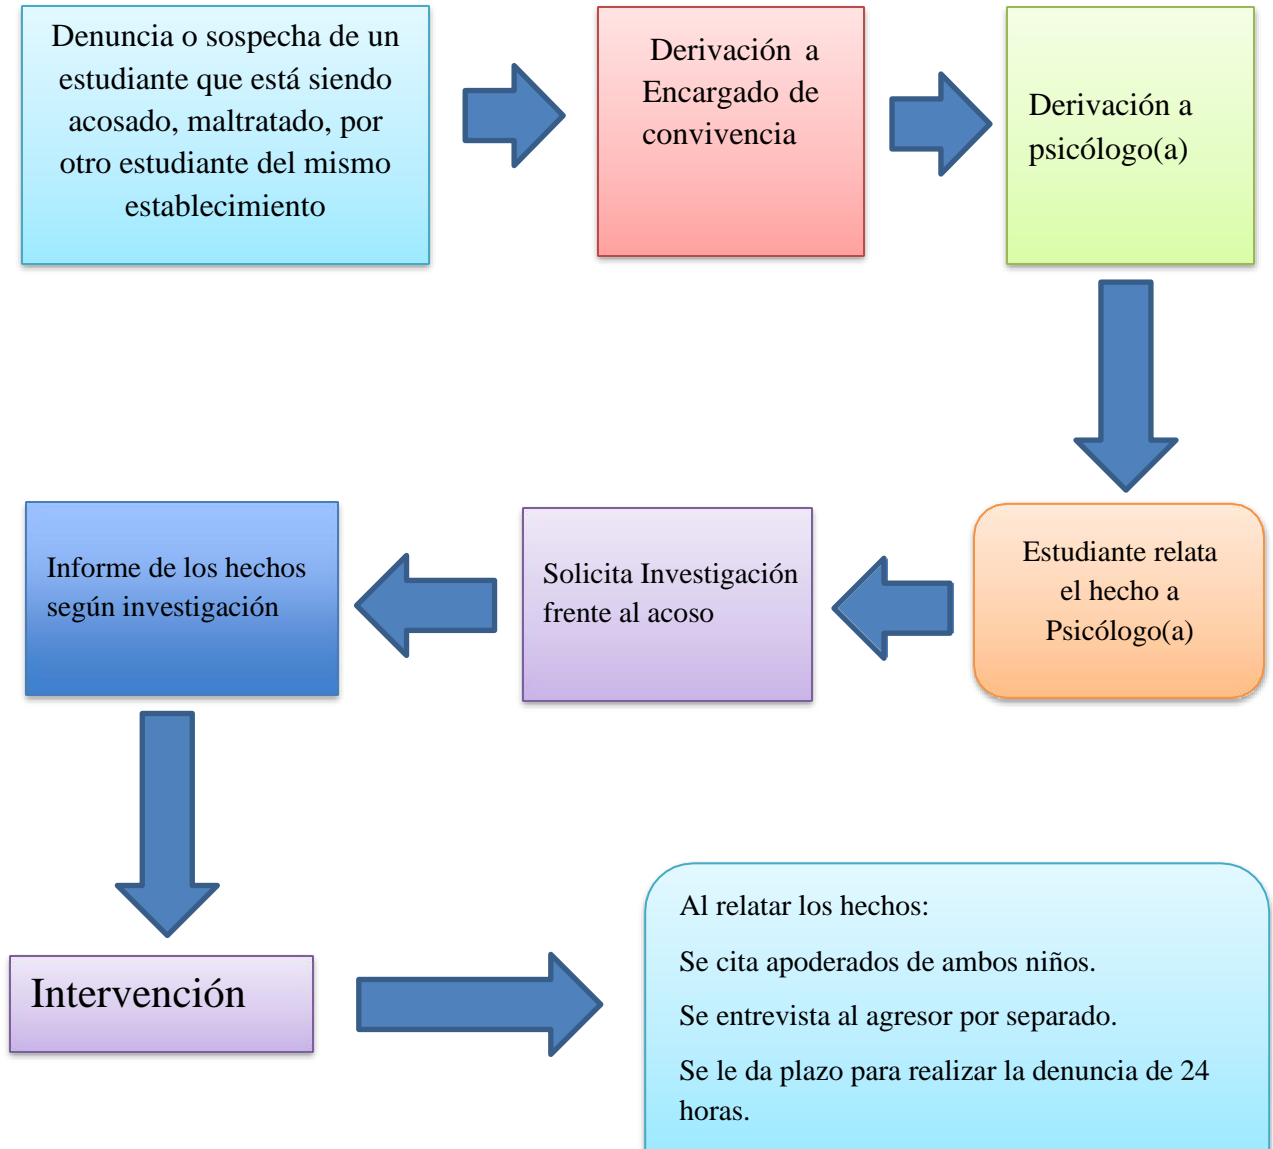 Denuncia o sospecha de un
estudiante que está siendo
acosado, maltratado, por
otro estudiante del mismo
establecimiento
Derivación a
Encargado de
convivencia
Derivación a
psicólogo(a)
Estudiante relata
el hecho a
Psicólogo(a)
Solicita Investigación
frente al acoso
Informe de los hechos
según investigación
Intervención
Al relatar los hechos:
Se cita apoderados de ambos niños.
Se entrevista al agresor por separado.
Se le da plazo para realizar la denuncia de 24
horas.